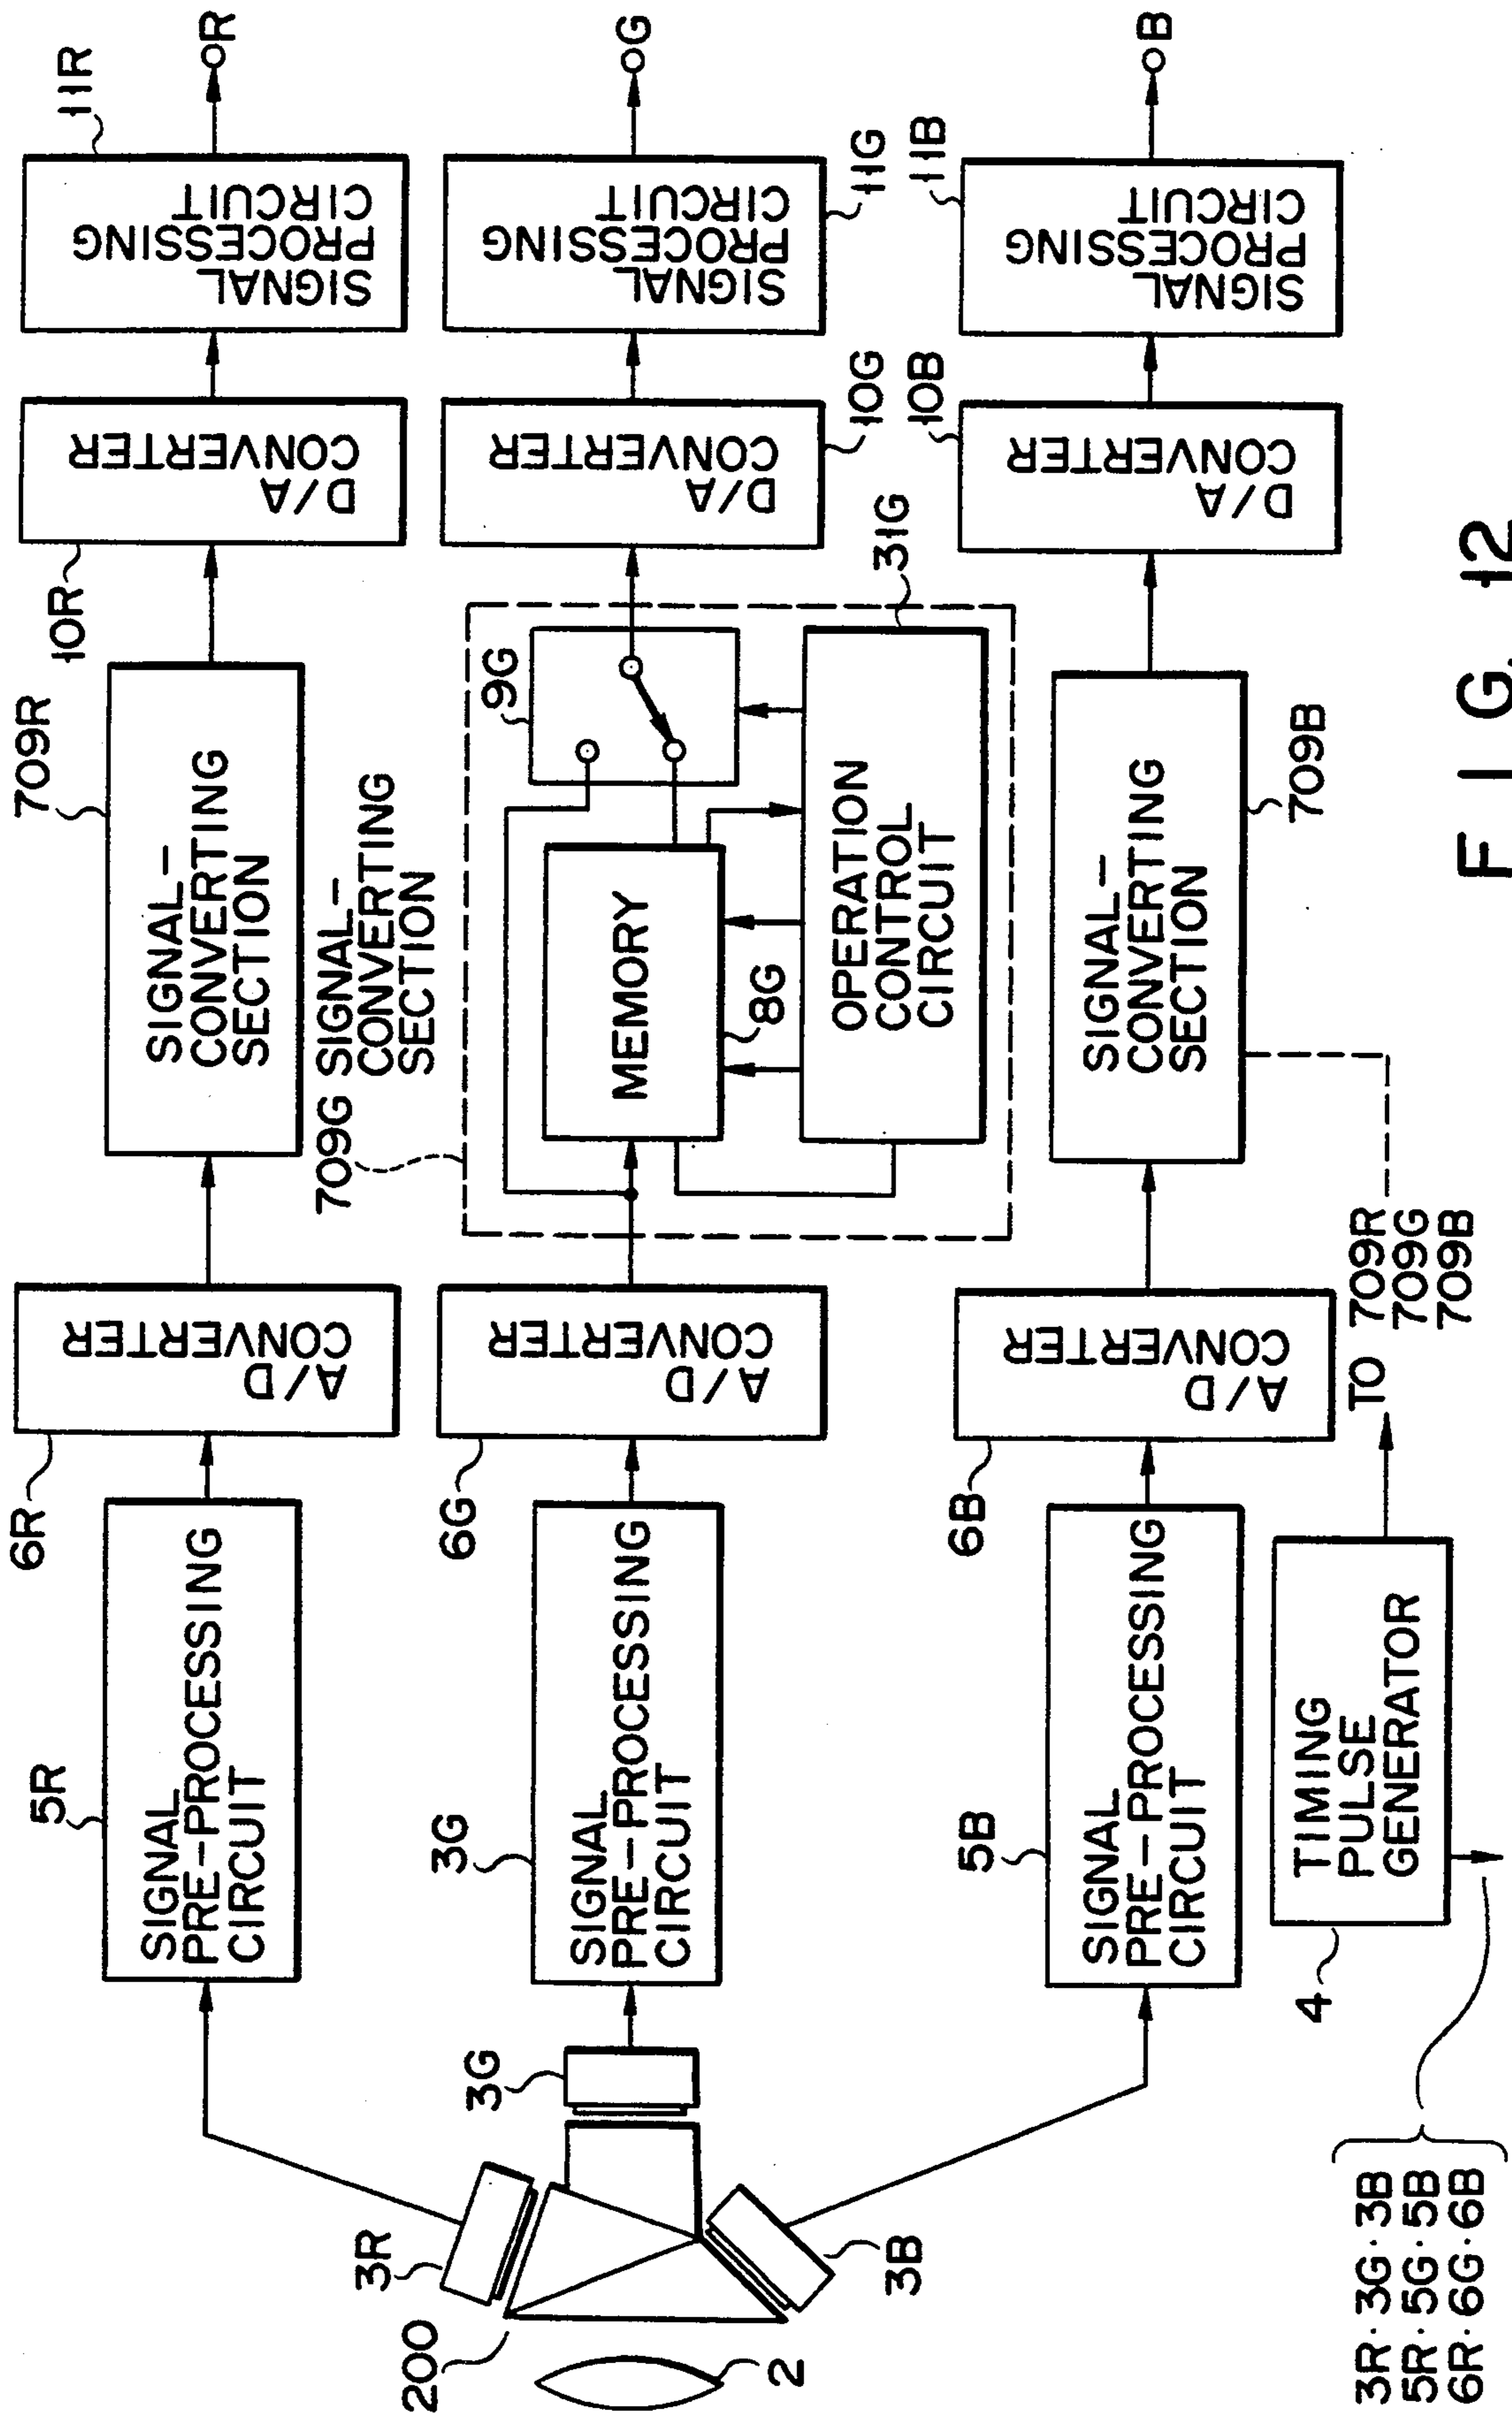 11R
R
SIGNAL
PROCESSING
CIRCUIT
10R
D/A
CONVERTER
709R
SIGNAL-
CONVERTING
SECTION
6R
A/D
CONVERTER
5R
SIGNAL
PRE-PROCESSING
CIRCUIT
3R
200
2
3G
3G
SIGNAL
PRE-PROCESSING
CIRCUIT
6G
A/D
CONVERTER
709G SIGNAL-
CONVERTING
SECTION
MEMORY
8G
9G
OPERATION
CONTROL
CIRCUIT
31G
D/A
CONVERTER
10G
SIGNAL
PROCESSING
CIRCUIT
11G
G
3B
5B
SIGNAL
PRE-PROCESSING
CIRCUIT
6B
A/D
CONVERTER
SIGNAL-
CONVERTING
SECTION
709B
10B
D/A
CONVERTER
11B
SIGNAL
PROCESSING
CIRCUIT
B
4
TIMING
PULSE
GENERATOR
TO 709R
709G
709B
3R·3G·3B
5R·5G·5B
6R·6G·6B
FIG. 12